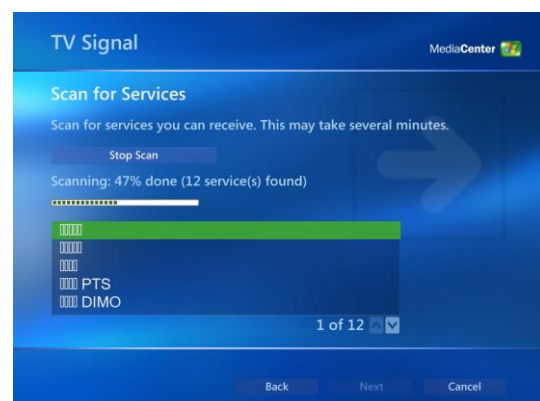 TV Signal
MediaCenter
Scan for Services
Scan for services you can receive. This may take several minutes.
Stop Scan
Scanning: 47% done (12 service(s) found)
▯▯▯▯▯
▯▯▯▯▯
▯▯▯▯
▯▯▯▯ PTS
▯▯▯▯ DIMO
1 of 12
Back Next Cancel